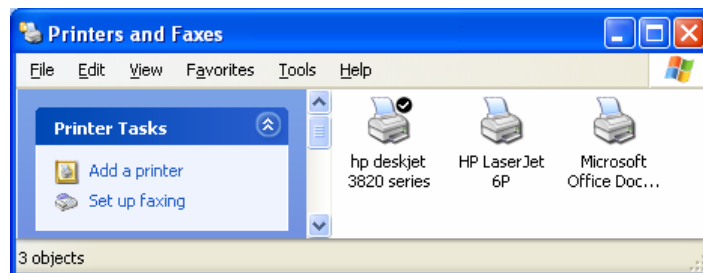 Printers and Faxes
File Edit View Favorites Tools Help
Printer Tasks
Add a printer
Set up faxing
hp deskjet
3820 series
HP LaserJet
6P
Microsoft
Office Doc...
3 objects